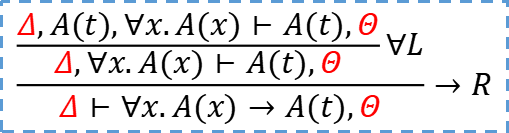 Δ, A(t), ∀x. A(x) ⊢ A(t), Θ
∀L
Δ, ∀x. A(x) ⊢ A(t), Θ
→ R
Δ ⊢ ∀x. A(x) → A(t), Θ